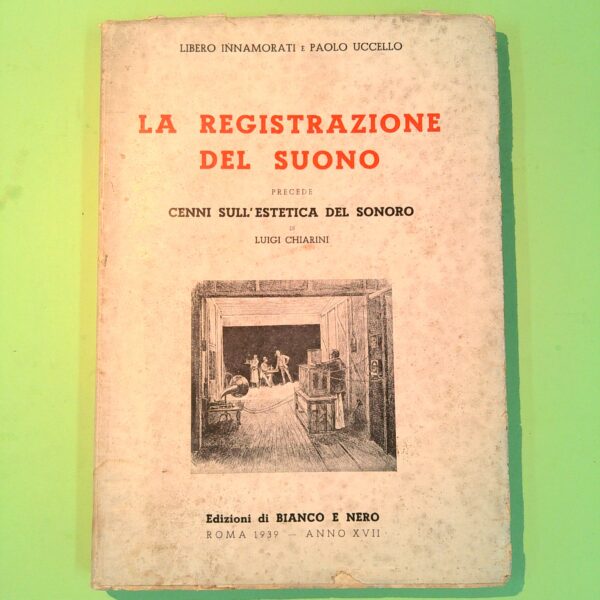 LIBERO INNAMORATI E PAOLO UCCELLO
LA REGISTRAZIONE
DEL SUONO
PRECEDE
CENNI SULL'ESTETICA DEL SONORO
DI
LUIGI CHIARINI
Edizioni di BIANCO E NERO
ROMA 1939 — ANNO XVII